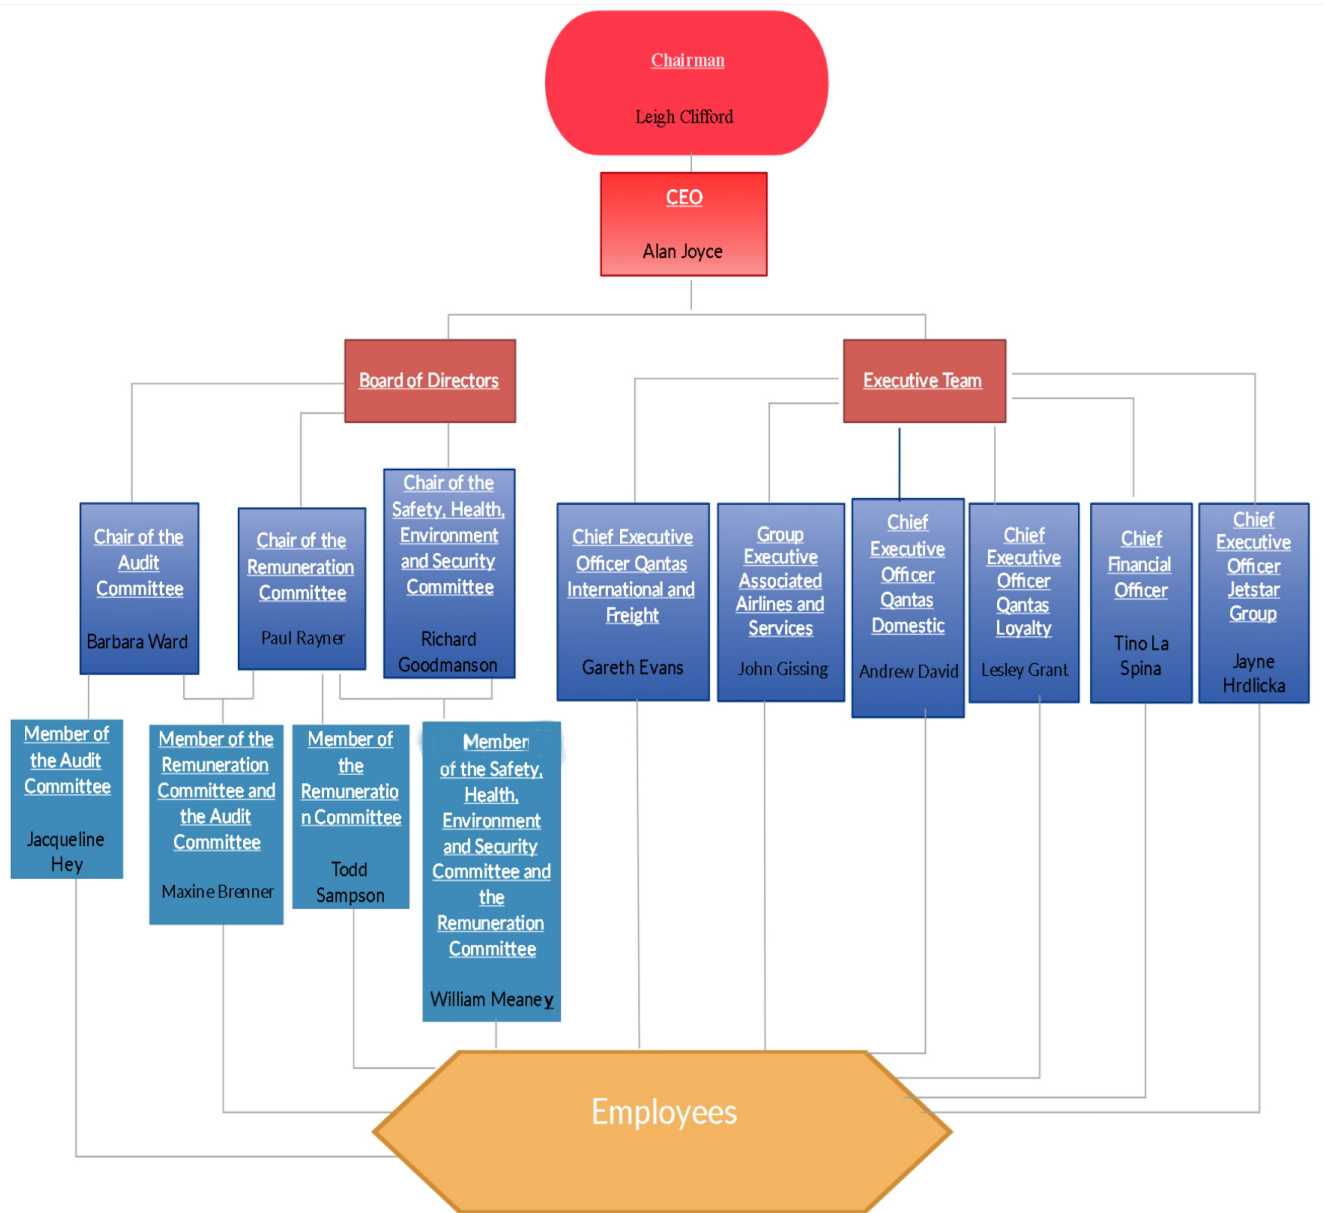 Chairman
Leigh Clifford
CEO
Alan Joyce
Board of Directors
Executive Team
Chair of the
Audit
Committee
Barbara Ward
Chair of the
Remuneration
Committee
Paul Rayner
Chair of the
Safety, Health,
Environment
and Security
Committee
Richard
Goodmanson
Chief Executive
Officer Qantas
International and
Freight
Gareth Evans
Group
Executive
Associated
Airlines and
Services
John Gissing
Chief
Executive
Officer
Qantas
Domestic
Andrew David
Chief
Executive
Officer
Qantas
Loyalty
Lesley Grant
Chief
Financial
Officer
Tino La
Spina
Chief
Executive
Officer
Jetstar
Group
Jayne
Hrdlicka
Member of
the Audit
Committee
Jacqueline
Hey
Member of the
Remuneration
Committee and
the Audit
Committee
Maxine Brenner
Member of
the
Remuneratio
n Committee
Todd
Sampson
Member
of the Safety,
Health,
Environment
and Security
Committee and
the
Remuneration
Committee
William Meaney
Employees